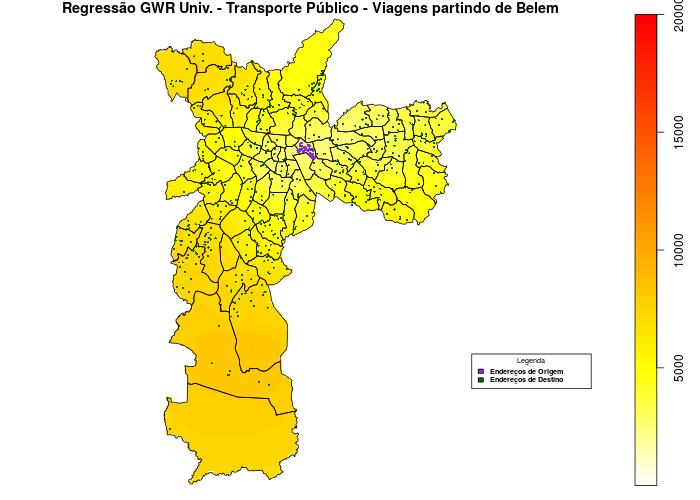 Regressão GWR Univ. - Transporte Público - Viagens partindo de Belem
20000
15000
10000
5000
Legenda
Endereços de Origem
Endereços de Destino